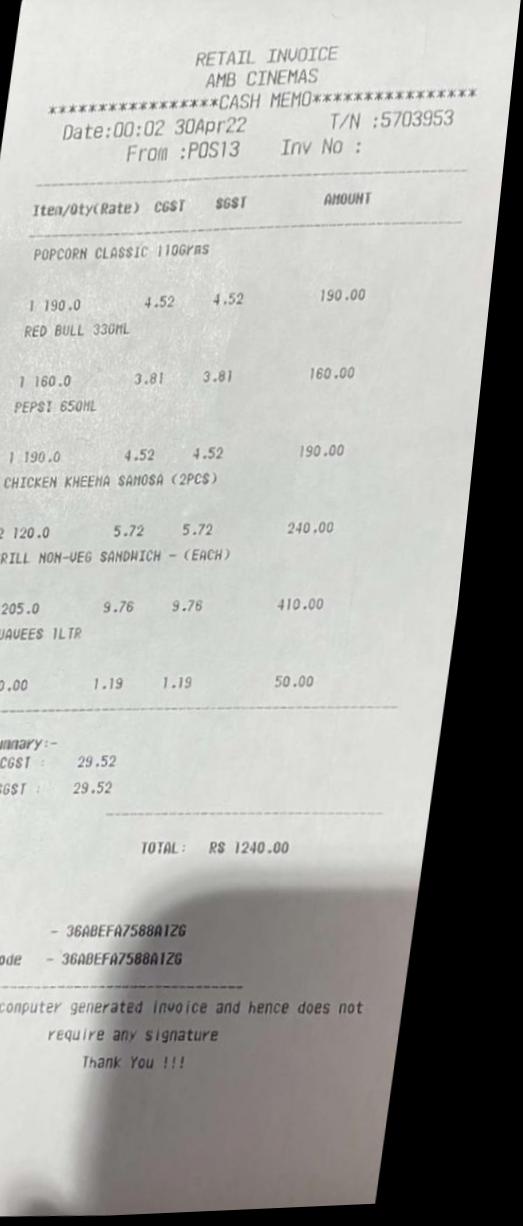 RETAIL INVOICE
AMB CINEMAS
*****************CASH MEMO*****************
Date:00:02 30Apr22 T/N :5703953
From :POS13 Inv No :
Item/Qty(Rate) CGST SGST AMOUNT
POPCORN CLASSIC 110Grms
1 190.0 4.52 4.52 190.00
RED BULL 330ML
1 160.0 3.81 3.81 160.00
PEPSI 650ML
1 190.0 4.52 4.52 190.00
CHICKEN KHEEMA SAMOSA (2PCS)
2 120.0 5.72 5.72 240.00
RILL NON-VEG SANDWICH - (EACH)
205.0 9.76 9.76 410.00
UAVEES 1LTR
0.00 1.19 1.19 50.00
ummary:-
CGST : 29.52
SGST : 29.52
TOTAL: RS 1240.00
- 36ABEFA7588A1ZG
ode - 36ABEFA7588A1ZG
computer generated invoice and hence does not
require any signature
Thank You !!!